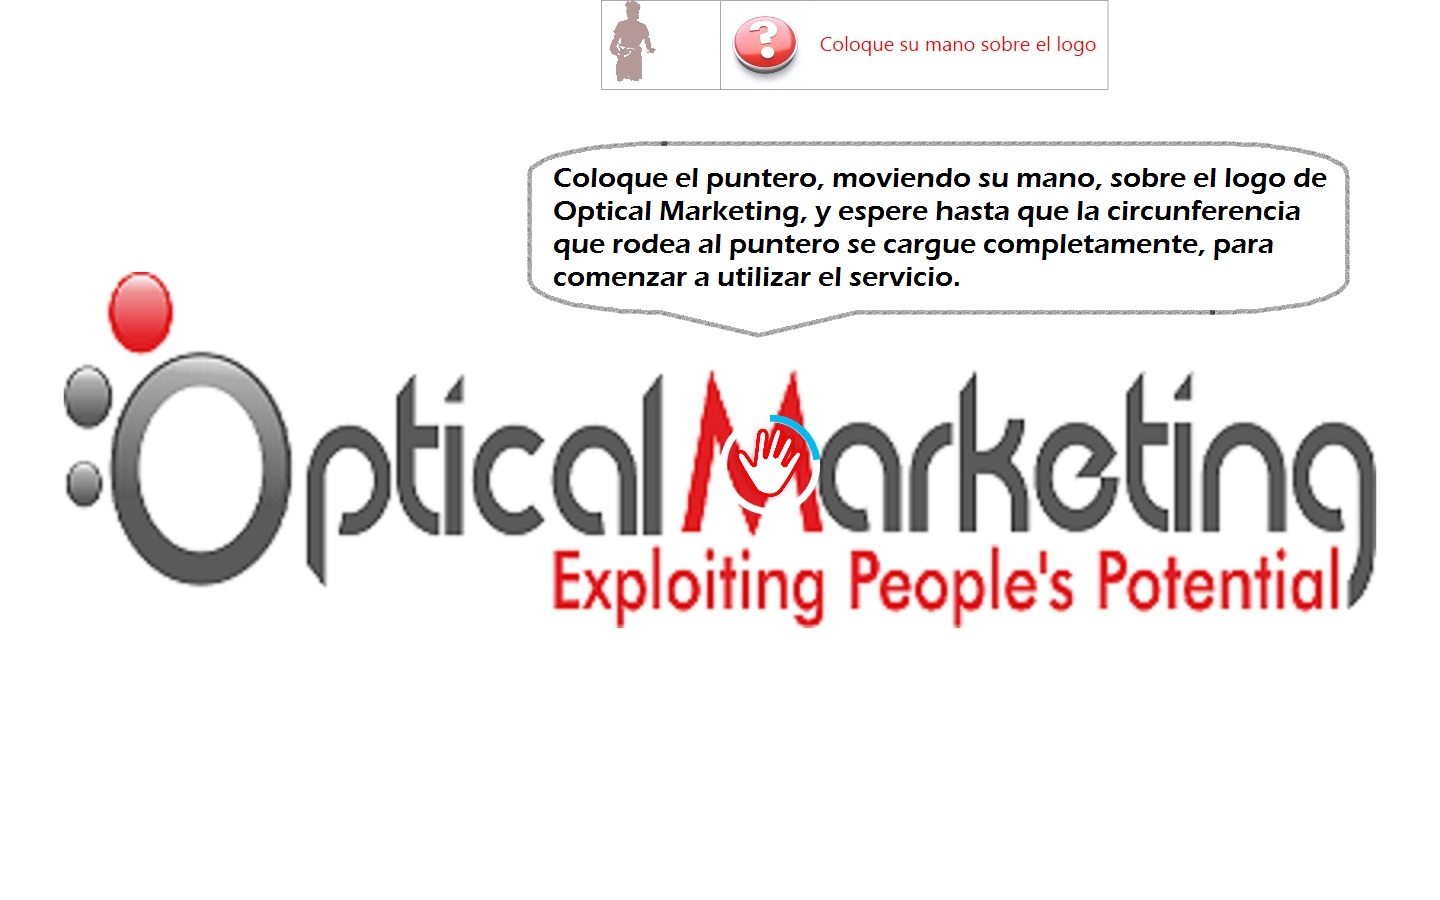 Coloque su mano sobre el logo
Coloque el puntero, moviendo su mano, sobre el logo de
Optical Marketing, y espere hasta que la circunferencia
que rodea al puntero se cargue completamente, para
comenzar a utilizar el servicio.
Optical Marketing
Exploiting People's Potential